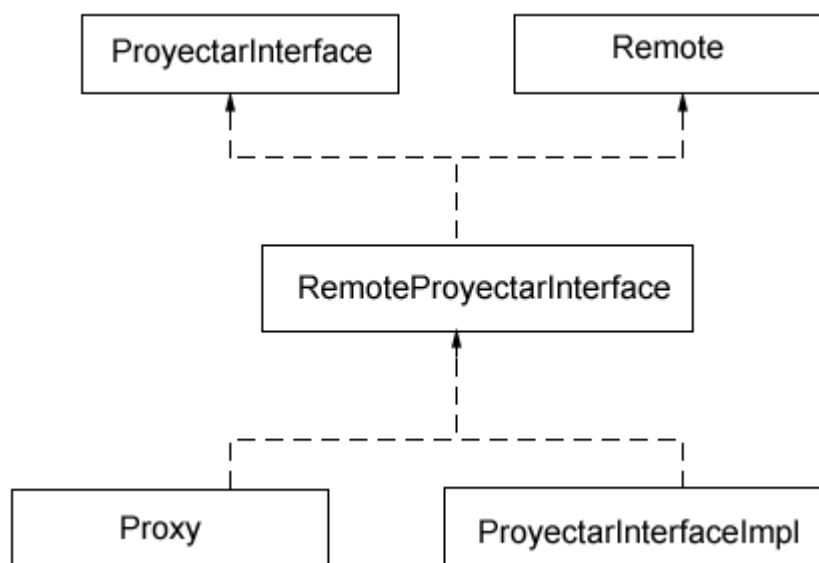 ProyectarInterface
Remote
RemoteProyectarInterface
Proxy
ProyectarInterfaceImpl